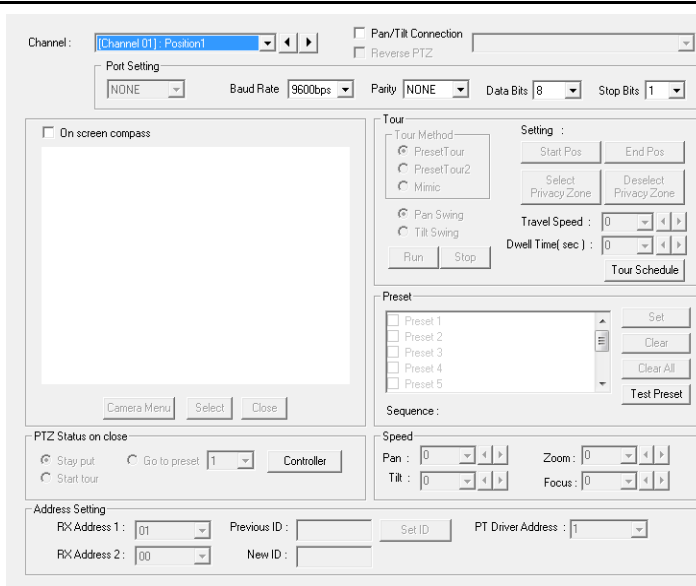 Channel : [Channel 01] : Position1 Pan/Tilt Connection
Reverse PTZ
Port Setting
NONE Baud Rate 9600bps Parity NONE Data Bits 8 Stop Bits 1
On screen compass
Camera Menu Select Close
Tour
Tour Method Setting :
PresetTour Start Pos End Pos
PresetTour2
Mimic Select Privacy Zone Deselect Privacy Zone
Pan Swing Travel Speed : 0
Tilt Swing Dwell Time( sec ) : 0
Run Stop
Tour Schedule
Preset
Preset 1 Set
Preset 2
Preset 3 Clear
Preset 4 Clear All
Preset 5 Test Preset
Sequence :
PTZ Status on close
Stay put Go to preset 1 Controller
Start tour
Speed
Pan : 0 Zoom : 0
Tilt : 0 Focus : 0
Address Setting
RX Address 1 : 01 Previous ID : Set ID PT Driver Address : 1
RX Address 2 : 00 New ID :